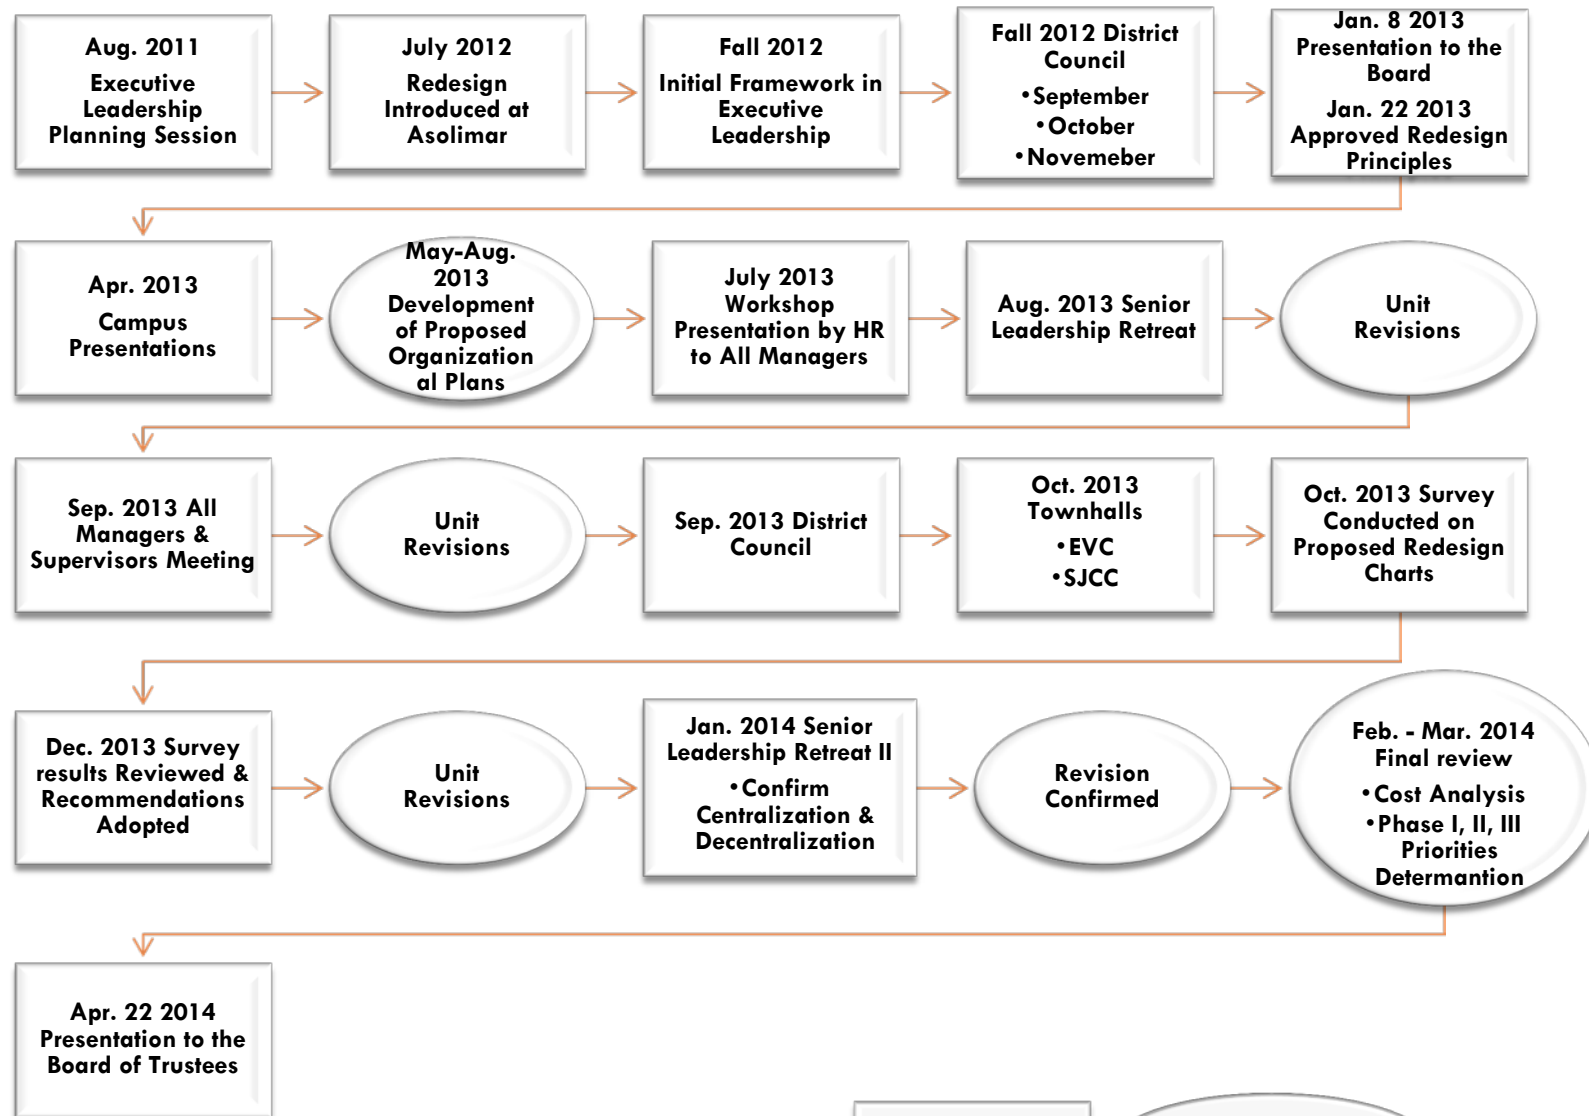 Aug. 2011
Executive
Leadership
Planning Session
July 2012
Redesign
Introduced at
Asolimar
Fall 2012
Initial Framework in
Executive
Leadership
Fall 2012 District
Council
•September
•October
•Novemeber
Jan. 8 2013
Presentation to the
Board
Jan. 22 2013
Approved Redesign
Principles
Apr. 2013
Campus
Presentations
May-Aug.
2013
Development
of Proposed
Organization
al Plans
July 2013
Workshop
Presentation by HR
to All Managers
Aug. 2013 Senior
Leadership Retreat
Unit
Revisions
Sep. 2013 All
Managers &
Supervisors Meeting
Unit
Revisions
Sep. 2013 District
Council
Oct. 2013
Townhalls
•EVC
•SJCC
Oct. 2013 Survey
Conducted on
Proposed Redesign
Charts
Dec. 2013 Survey
results Reviewed &
Recommendations
Adopted
Unit
Revisions
Jan. 2014 Senior
Leadership Retreat II
•Confirm
Centralization &
Decentralization
Revision
Confirmed
Feb. - Mar. 2014
Final review
•Cost Analysis
•Phase I, II, III
Priorities
Determantion
Apr. 22 2014
Presentation to the
Board of Trustees